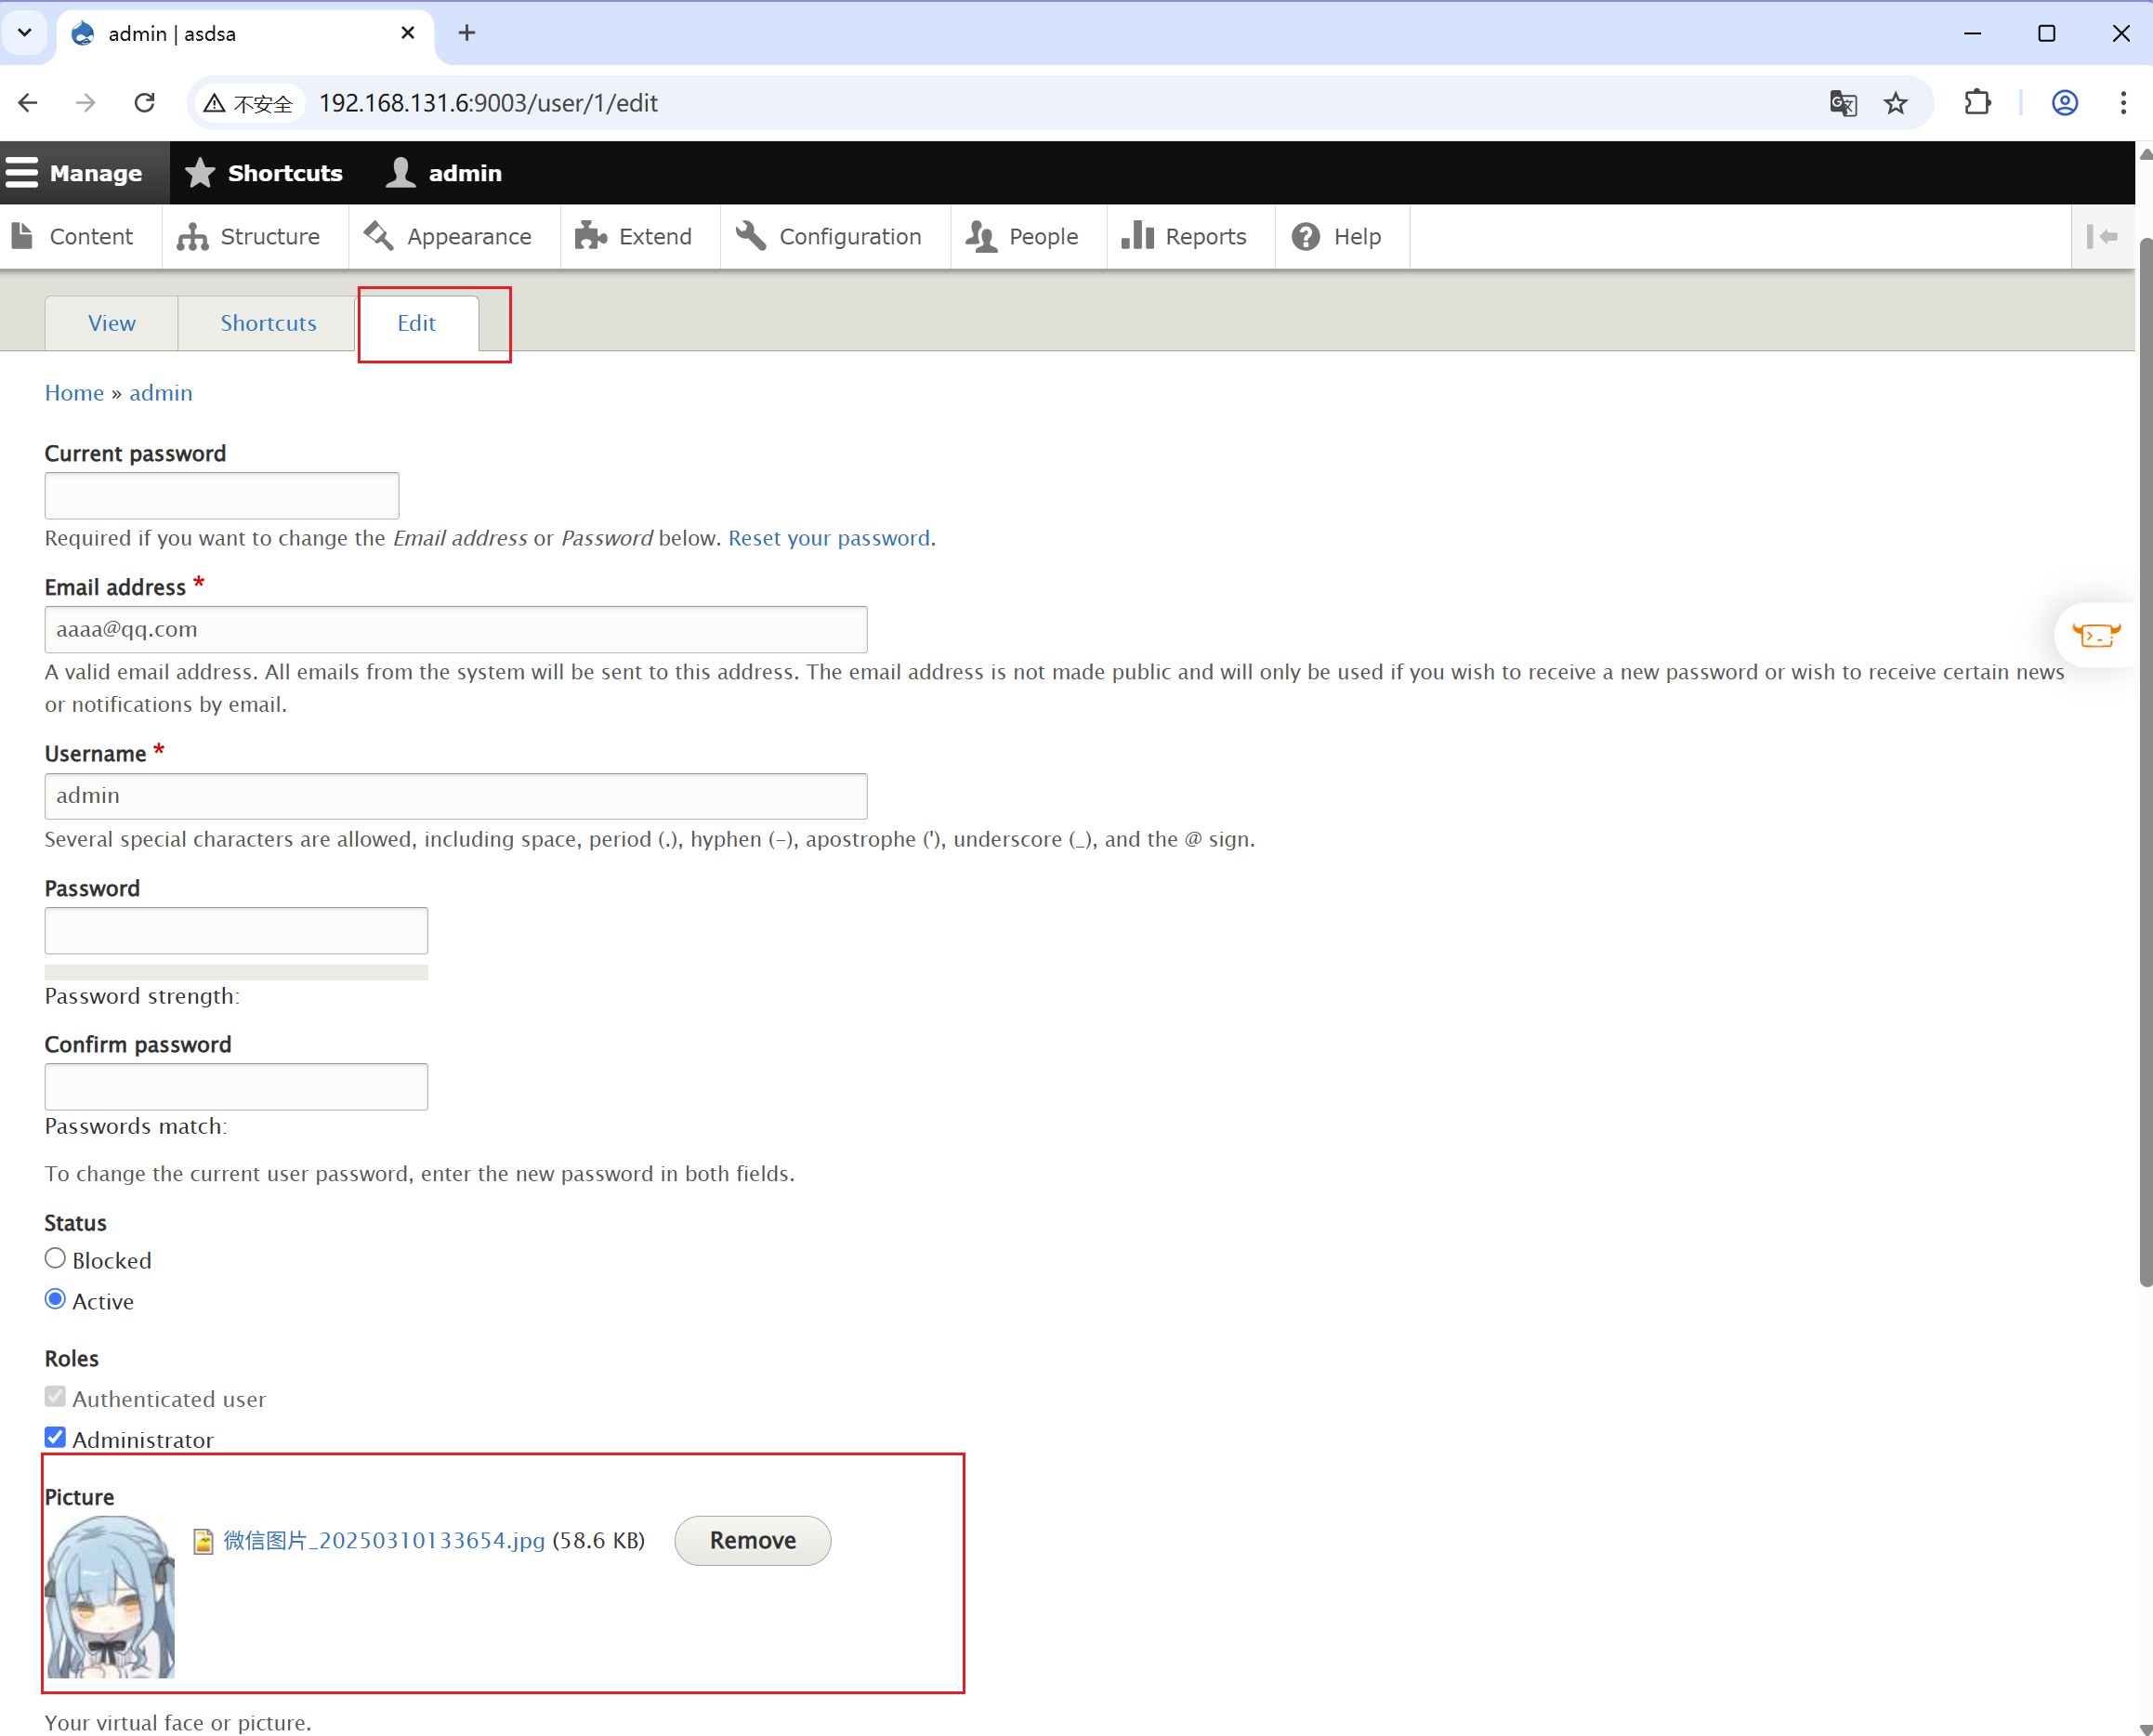 admin | asdsa
不安全 192.168.131.6:9003/user/1/edit
Manage Shortcuts admin
Content Structure Appearance Extend Configuration People Reports Help
View Shortcuts Edit
Home » admin
Current password
Required if you want to change the Email address or Password below. Reset your password.
Email address *
aaaa@qq.com
A valid email address. All emails from the system will be sent to this address. The email address is not made public and will only be used if you wish to receive a new password or wish to receive certain news
or notifications by email.
Username *
admin
Several special characters are allowed, including space, period (.), hyphen (-), apostrophe ('), underscore (_), and the @ sign.
Password
Password strength:
Confirm password
Passwords match:
To change the current user password, enter the new password in both fields.
Status
Blocked
Active
Roles
Authenticated user
Administrator
Picture
微信图片_20250310133654.jpg (58.6 KB) Remove
Your virtual face or picture.